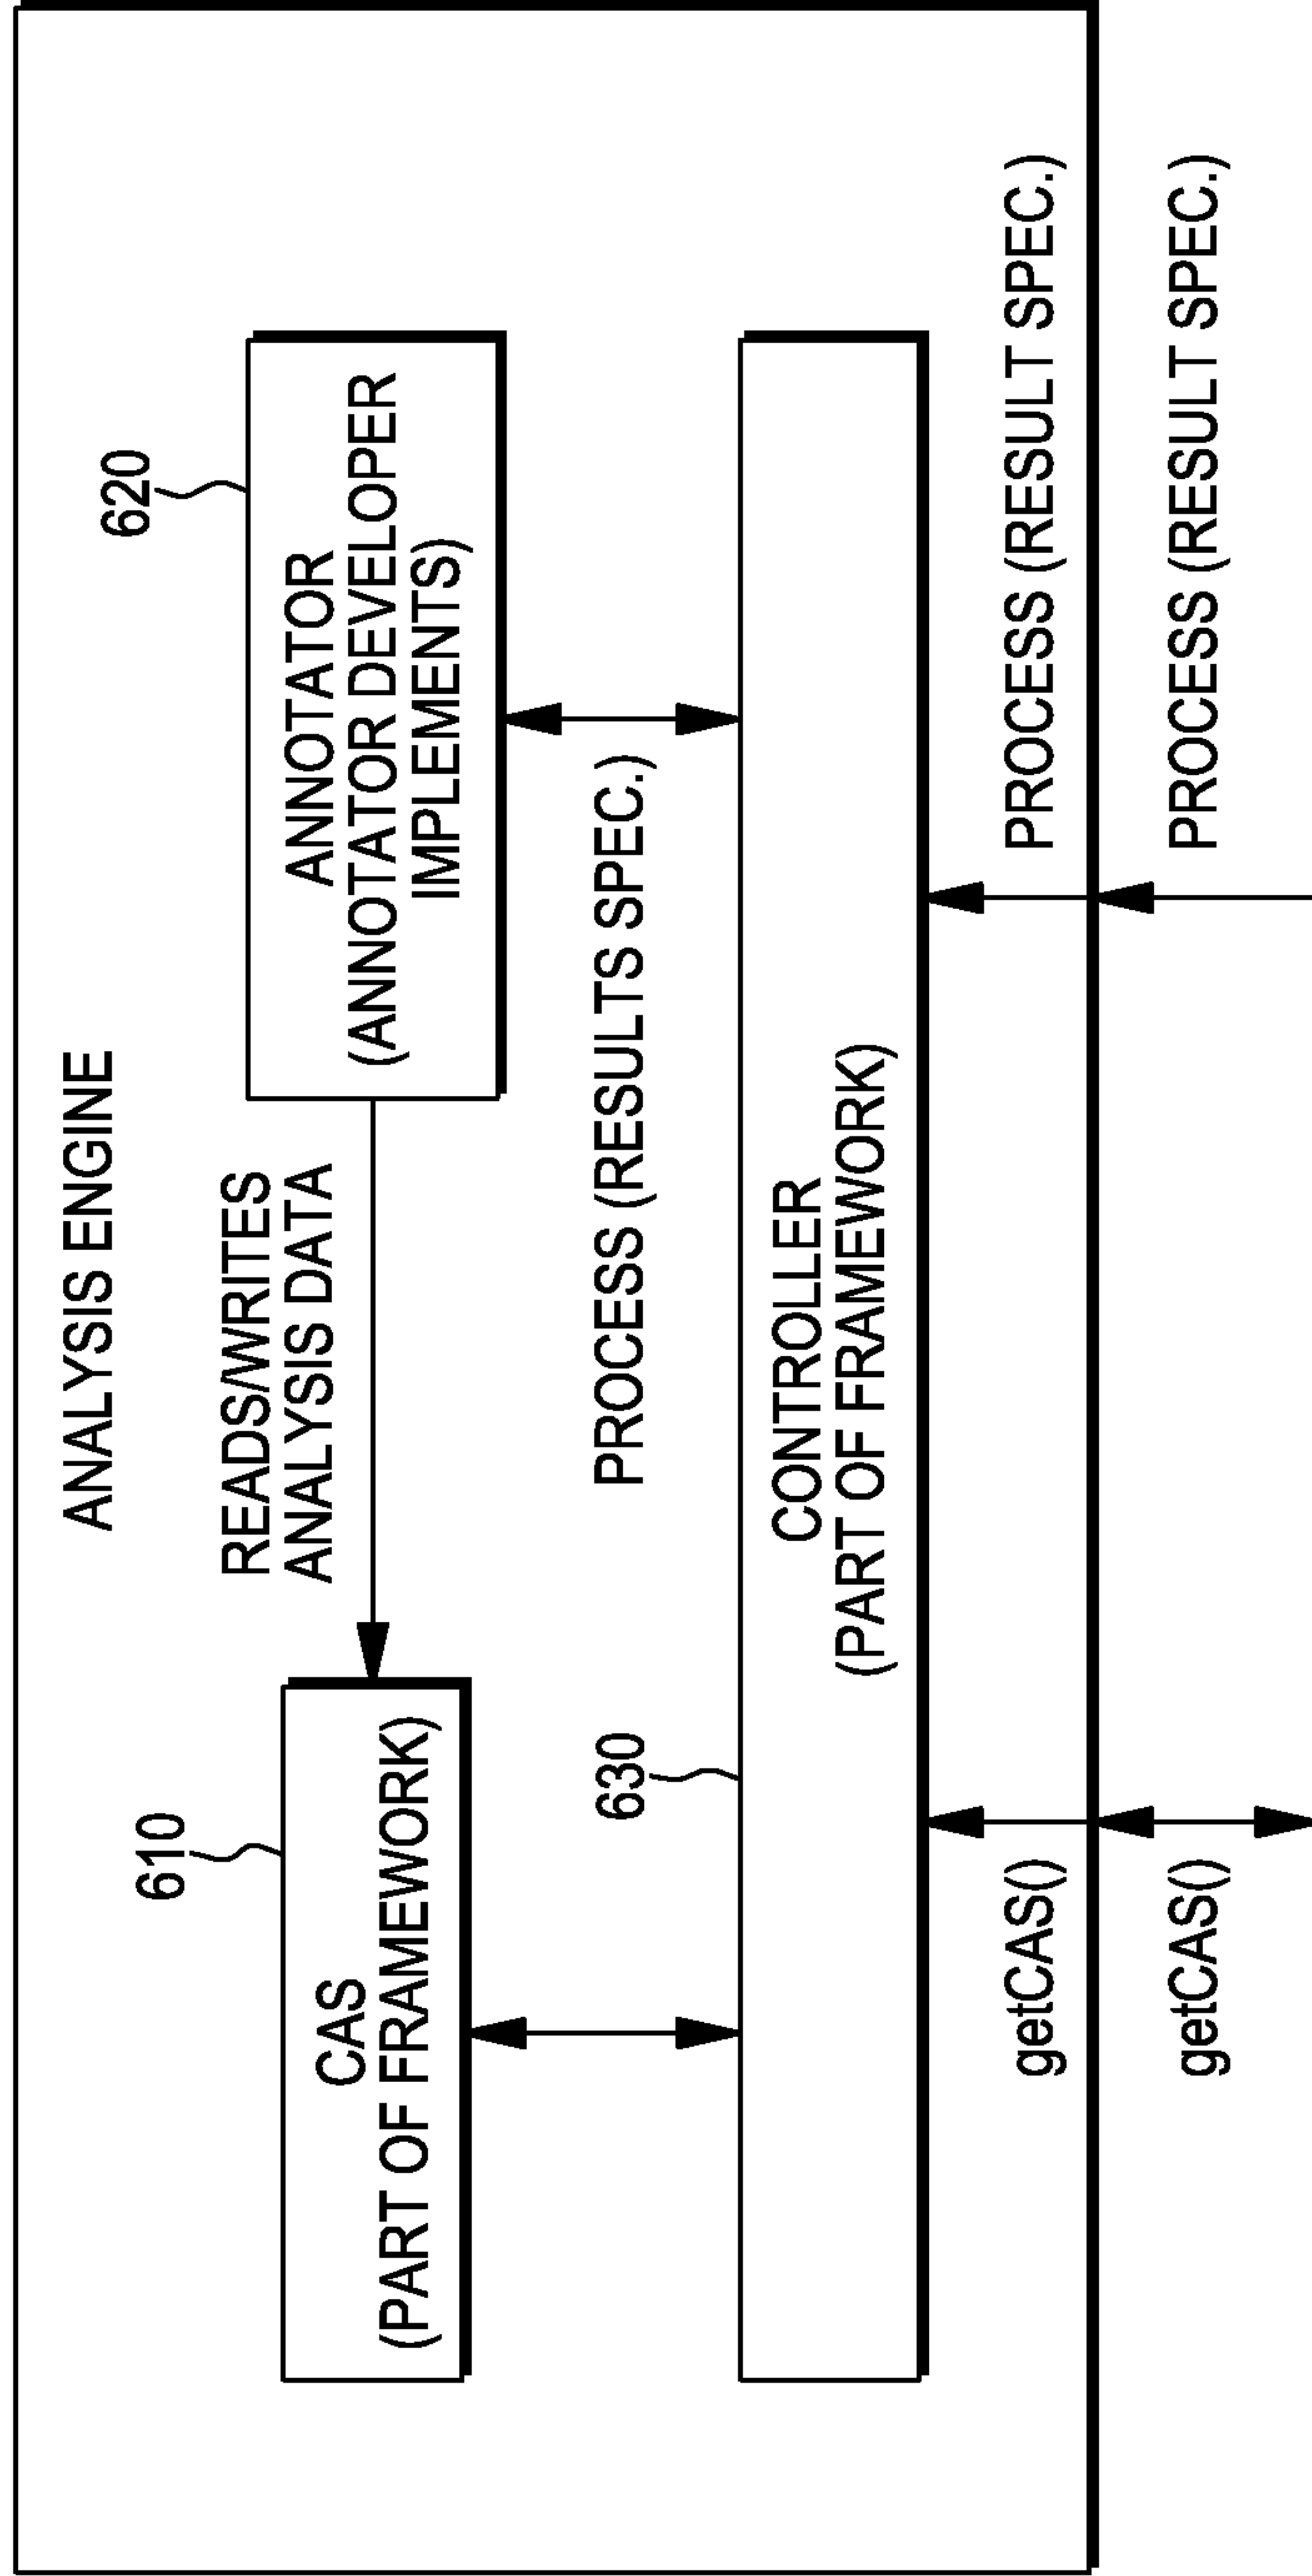 ANALYSIS ENGINE
610
CAS
(PART OF FRAMEWORK)
READS/WRITES
ANALYSIS DATA
620
ANNOTATOR
(ANNOTATOR DEVELOPER
IMPLEMENTS)
630
PROCESS (RESULTS SPEC.)
CONTROLLER
(PART OF FRAMEWORK)
getCAS()
PROCESS (RESULT SPEC.)
getCAS()
PROCESS (RESULT SPEC.)